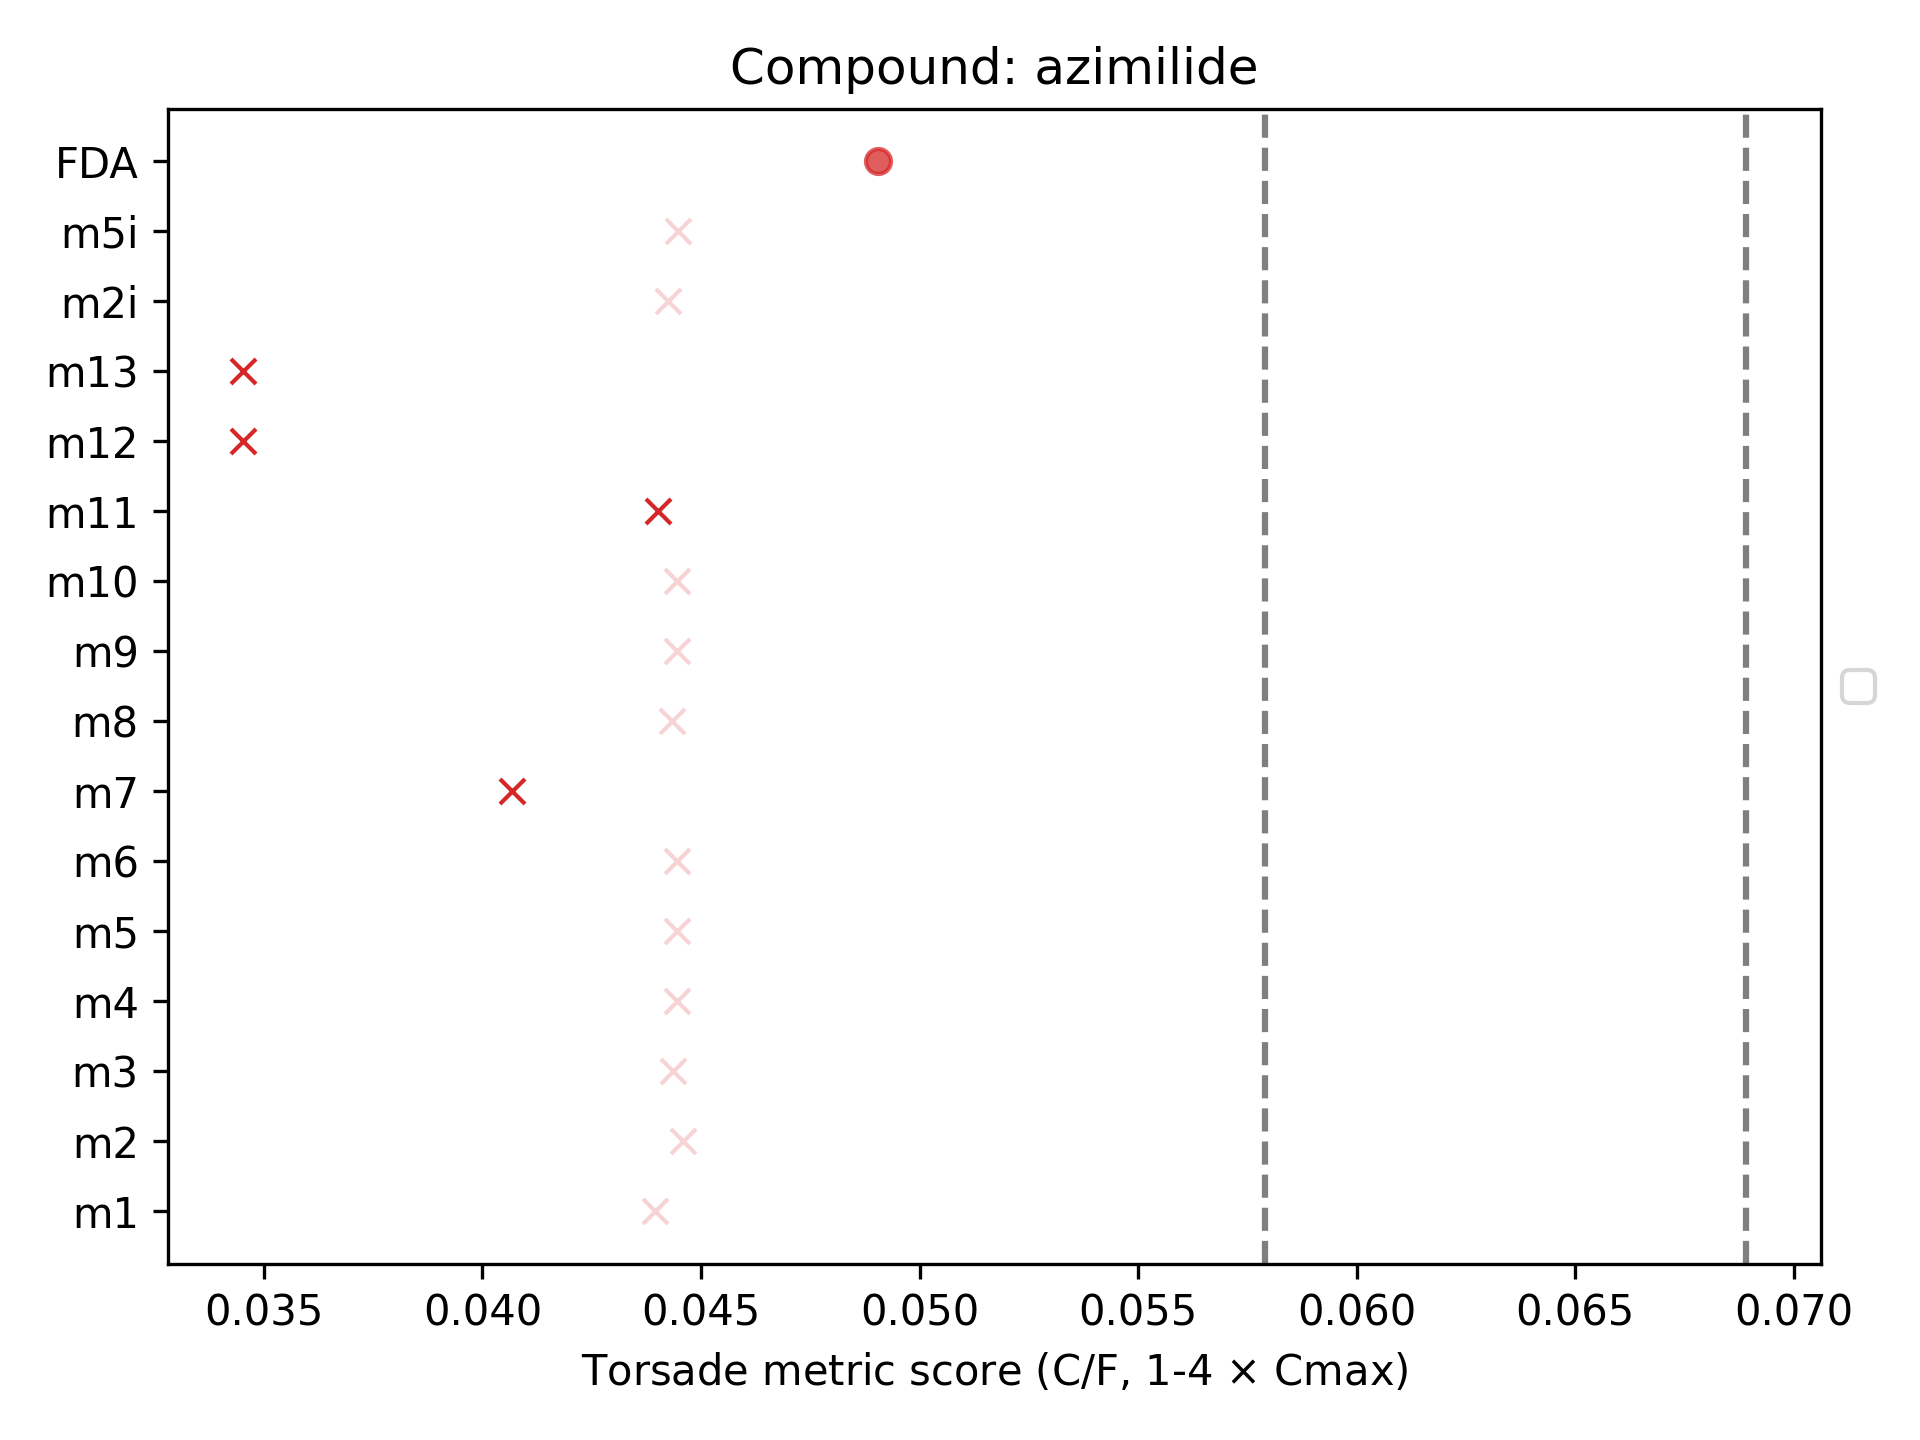 Compound: azimilide
FDA
m5i
m2i
m13
m12
m11
m10
m9
m8
m7
m6
m5
m4
m3
m2
m1
0.035 0.040 0.045 0.050 0.055 0.060 0.065 0.070
Torsade metric score (C/F, 1-4 × Cmax)